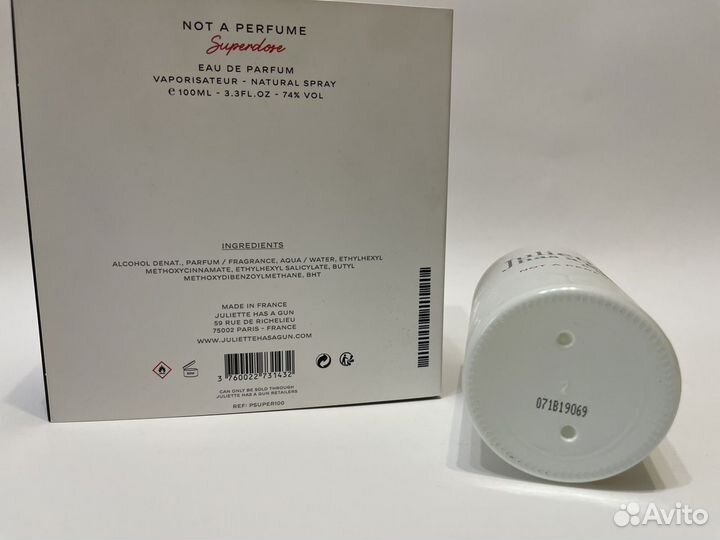 NOT A PERFUME
Superdose
EAU DE PARFUM
VAPORISATEUR - NATURAL SPRAY
e 100ML - 3.3FL.OZ - 74% VOL
INGREDIENTS
ALCOHOL DENAT., PARFUM / FRAGRANCE, AQUA / WATER, ETHYLHEXYL
METHOXYCINNAMATE, ETHYLHEXYL SALICYLATE, BUTYL
METHOXYDIBENZOYLMETHANE, BHT
MADE IN FRANCE
JULIETTE HAS A GUN
59 RUE DE RICHELIEU
75002 PARIS - FRANCE
WWW.JULIETTEHASAGUN.COM
3 760022 731432
CAN ONLY BE SOLD THROUGH
JULIETTE HAS A GUN RETAILERS
REF: PSUPER100
NOT A
071B19069
Avito